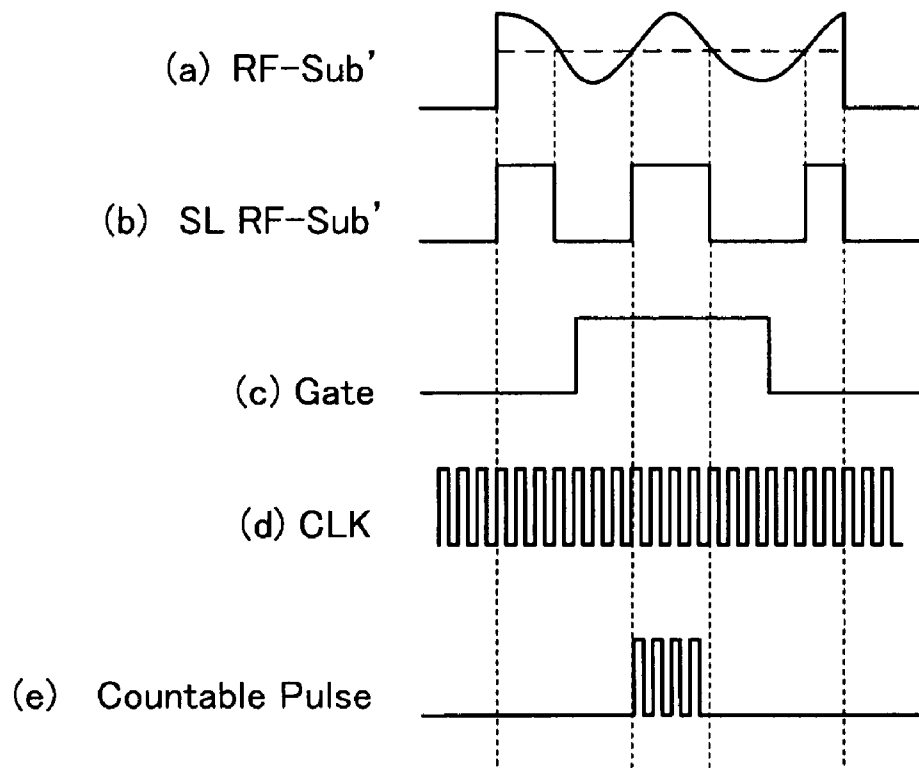 (a) RF-Sub’
(b) SL RF-Sub’
(c) Gate
(d) CLK
(e) Countable Pulse